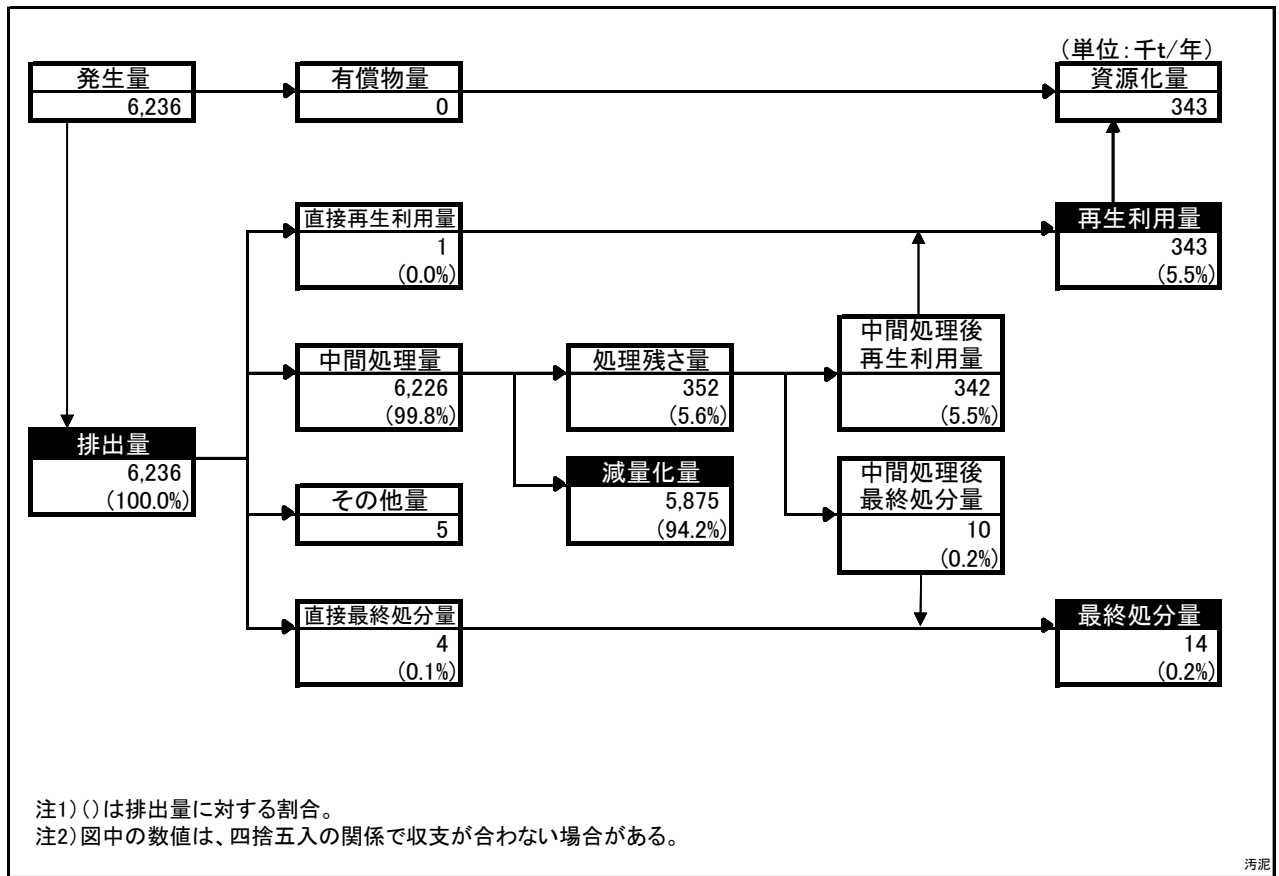 (単位:千t/年)
発生量
6,236
有償物量
0
資源化量
343
直接再生利用量
1
(0.0%)
再生利用量
343
(5.5%)
中間処理量
6,226
(99.8%)
処理残さ量
352
(5.6%)
中間処理後
再生利用量
342
(5.5%)
排出量
6,236
(100.0%)
減量化量
5,875
(94.2%)
中間処理後
最終処分量
10
(0.2%)
その他量
5
直接最終処分量
4
(0.1%)
最終処分量
14
(0.2%)
注1)()は排出量に対する割合。
注2)図中の数値は、四捨五入の関係で収支が合わない場合がある。
汚泥